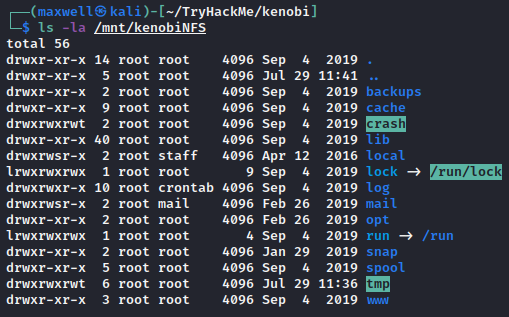 ┌──(maxwell㉿kali)-[~/TryHackMe/kenobi]
└─$ ls -la /mnt/kenobiNFS
total 56
drwxr-xr-x 14 root root    4096 Sep  4  2019 .
drwxr-xr-x  5 root root    4096 Jul 29 11:41 ..
drwxr-xr-x  2 root root    4096 Sep  4  2019 backups
drwxr-xr-x  9 root root    4096 Sep  4  2019 cache
drwxrwxrwt  2 root root    4096 Sep  4  2019 crash
drwxr-xr-x 40 root root    4096 Sep  4  2019 lib
drwxrwsr-x  2 root staff   4096 Apr 12  2016 local
lrwxrwxrwx  1 root root       9 Sep  4  2019 lock → /run/lock
drwxrwxr-x 10 root crontab 4096 Sep  4  2019 log
drwxrwsr-x  2 root mail    4096 Feb 26  2019 mail
drwxr-xr-x  2 root root    4096 Feb 26  2019 opt
lrwxrwxrwx  1 root root       4 Sep  4  2019 run → /run
drwxr-xr-x  2 root root    4096 Jan 29  2019 snap
drwxr-xr-x  5 root root    4096 Sep  4  2019 spool
drwxrwxrwt  6 root root    4096 Jul 29 11:36 tmp
drwxr-xr-x  3 root root    4096 Sep  4  2019 www